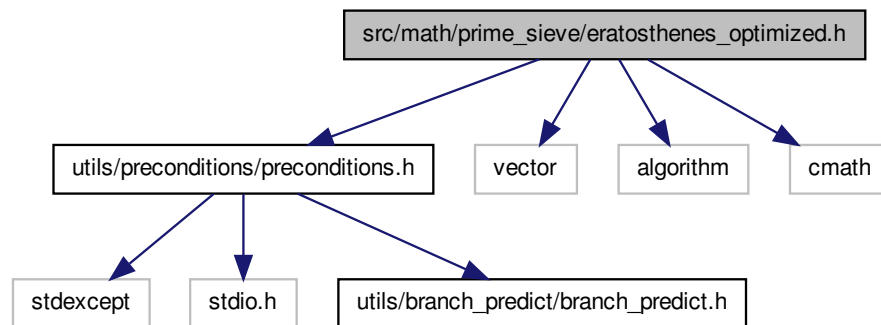 src/math/prime_sieve/eratosthenes_optimized.h
utils/preconditions/preconditions.h
vector
algorithm
cmath
stdexcept
stdio.h
utils/branch_predict/branch_predict.h